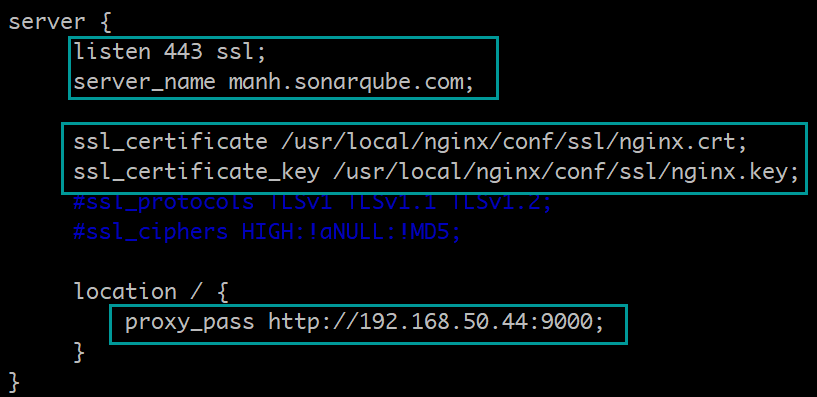 server {
listen 443 ssl;
server_name manh.sonarqube.com;
ssl_certificate /usr/local/nginx/conf/ssl/nginx.crt;
ssl_certificate_key /usr/local/nginx/conf/ssl/nginx.key;
#ssl_protocols TLSv1 TLSv1.1 TLSv1.2;
#ssl_ciphers HIGH:!aNULL:!MD5;
location / {
proxy_pass http://192.168.50.44:9000;
}
}